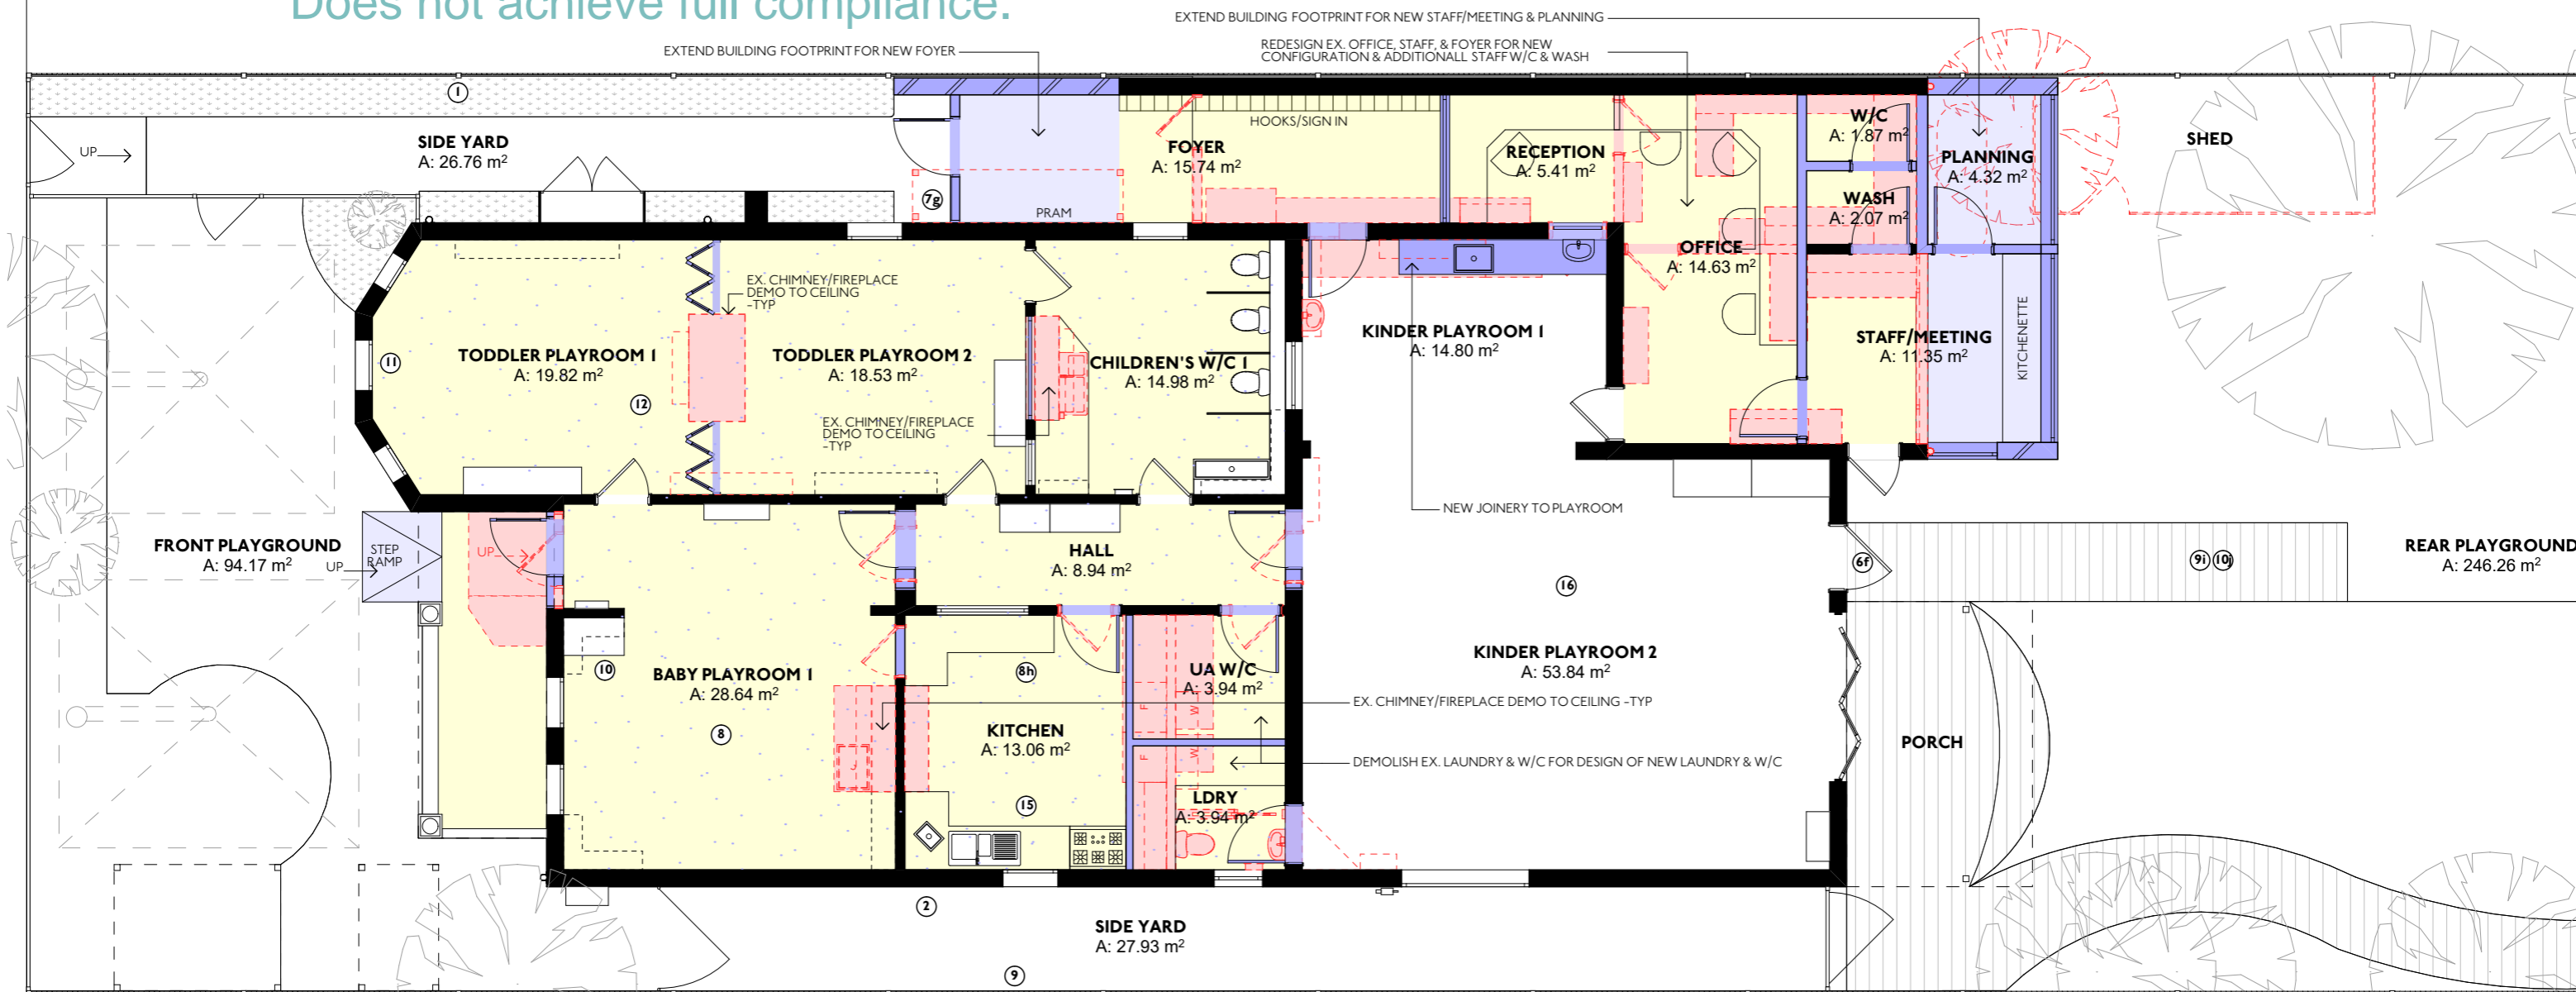 Does not achieve full compliance.
EXTEND BUILDING FOOTPRINT FOR NEW STAFF/MEETING & PLANNING
EXTEND BUILDING FOOTPRINT FOR NEW FOYER
REDESIGN EX. OFFICE, STAFF, & FOYER FOR NEW
CONFIGURATION & ADDITIONALL STAFF W/C & WASH
1
UP
SIDE YARD
A: 26.76 m²
HOOKS/SIGN IN
FOYER
A: 15.74 m²
RECEPTION
A: 5.41 m²
W/C
A: 1.87 m²
PLANNING
A: 4.32 m²
SHED
7g
PRAM
WASH
A: 2.07 m²
OFFICE
A: 14.63 m²
EX. CHIMNEY/FIREPLACE
DEMO TO CEILING
-TYP
11
TODDLER PLAYROOM 1
A: 19.82 m²
12
TODDLER PLAYROOM 2
A: 18.53 m²
CHILDREN'S W/C 1
A: 14.98 m²
KINDER PLAYROOM 1
A: 14.80 m²
STAFF/MEETING
A: 11.35 m²
KITCHENETTE
EX. CHIMNEY/FIREPLACE
DEMO TO CEILING
-TYP
NEW JOINERY TO PLAYROOM
FRONT PLAYGROUND
A: 94.17 m²
UP
STEP
RAMP
UP
HALL
A: 8.94 m²
16
6f
9i
10j
REAR PLAYGROUND
A: 246.26 m²
10
BABY PLAYROOM 1
A: 28.64 m²
8
8h
KITCHEN
A: 13.06 m²
15
UA W/C
A: 3.94 m²
F
W
F
W
LDRY
A: 3.94 m²
KINDER PLAYROOM 2
A: 53.84 m²
EX. CHIMNEY/FIREPLACE DEMO TO CEILING -TYP
DEMOLISH EX. LAUNDRY & W/C FOR DESIGN OF NEW LAUNDRY & W/C
PORCH
2
SIDE YARD
A: 27.93 m²
9